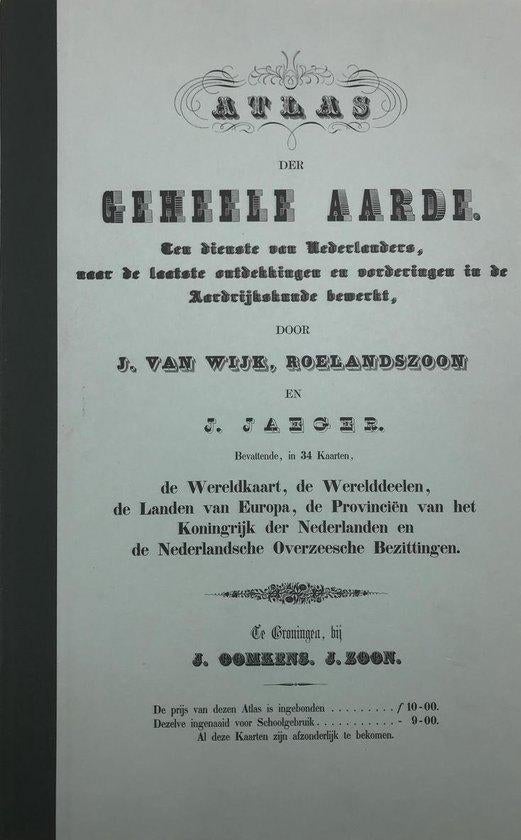 ATLAS
DER
GEHEELE AARDE.
Ten dienste van Nederlanders,
naar de laatste ontdekkingen en vorderingen in de
Aardrijkskunde bewerkt,
DOOR
J. VAN WIJK, ROELANDSZOON
EN
J. JAEGER.
Bevattende, in 34 Kaarten,
de Wereldkaart, de Werelddeelen,
de Landen van Europa, de Provinciën van het
Koningrijk der Nederlanden en
de Nederlandsche Overzeesche Bezittingen.
Te Groningen, bij
J. OOMKENS. J. ZOON.
De prijs van dezen Atlas is ingebonden . . . . . . . . . f 10-00.
Dezelve ingenaaid voor Schoolgebruik . . . . . . . . . . . - 9-00.
Al deze Kaarten zijn afzonderlijk te bekomen.